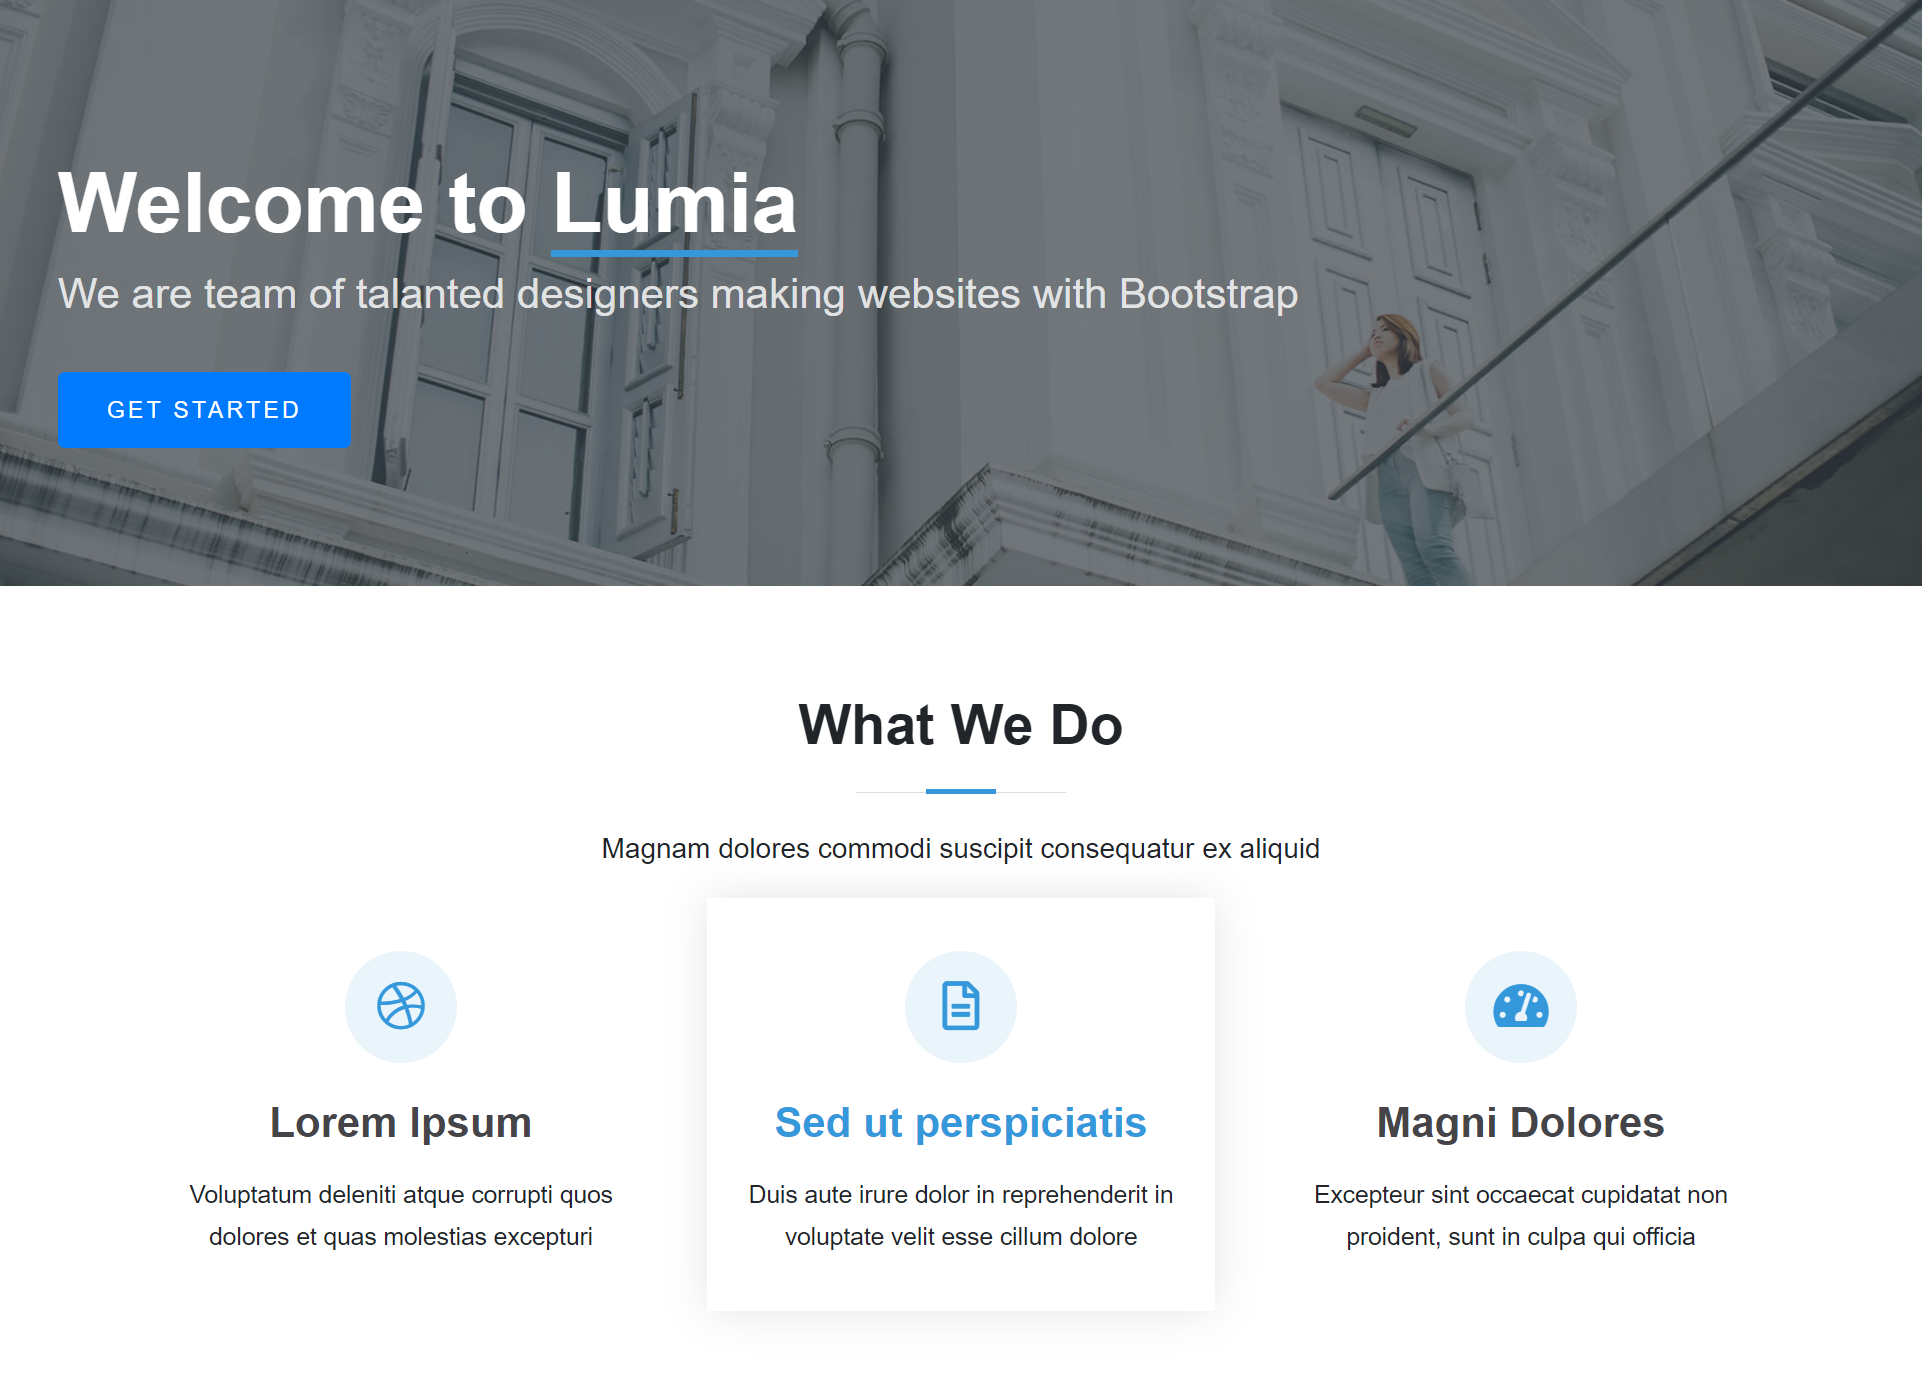 Welcome to Lumia
We are team of talanted designers making websites with Bootstrap
GET STARTED
What We Do
Magnam dolores commodi suscipit consequatur ex aliquid
Lorem Ipsum
Voluptatum deleniti atque corrupti quos
dolores et quas molestias excepturi
Sed ut perspiciatis
Duis aute irure dolor in reprehenderit in
voluptate velit esse cillum dolore
Magni Dolores
Excepteur sint occaecat cupidatat non
proident, sunt in culpa qui officia